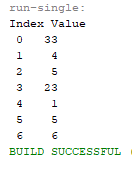 run-single:
Index Value
0 33
1 4
2 5
3 23
4 1
5 5
6 6
BUILD SUCCESSFUL (